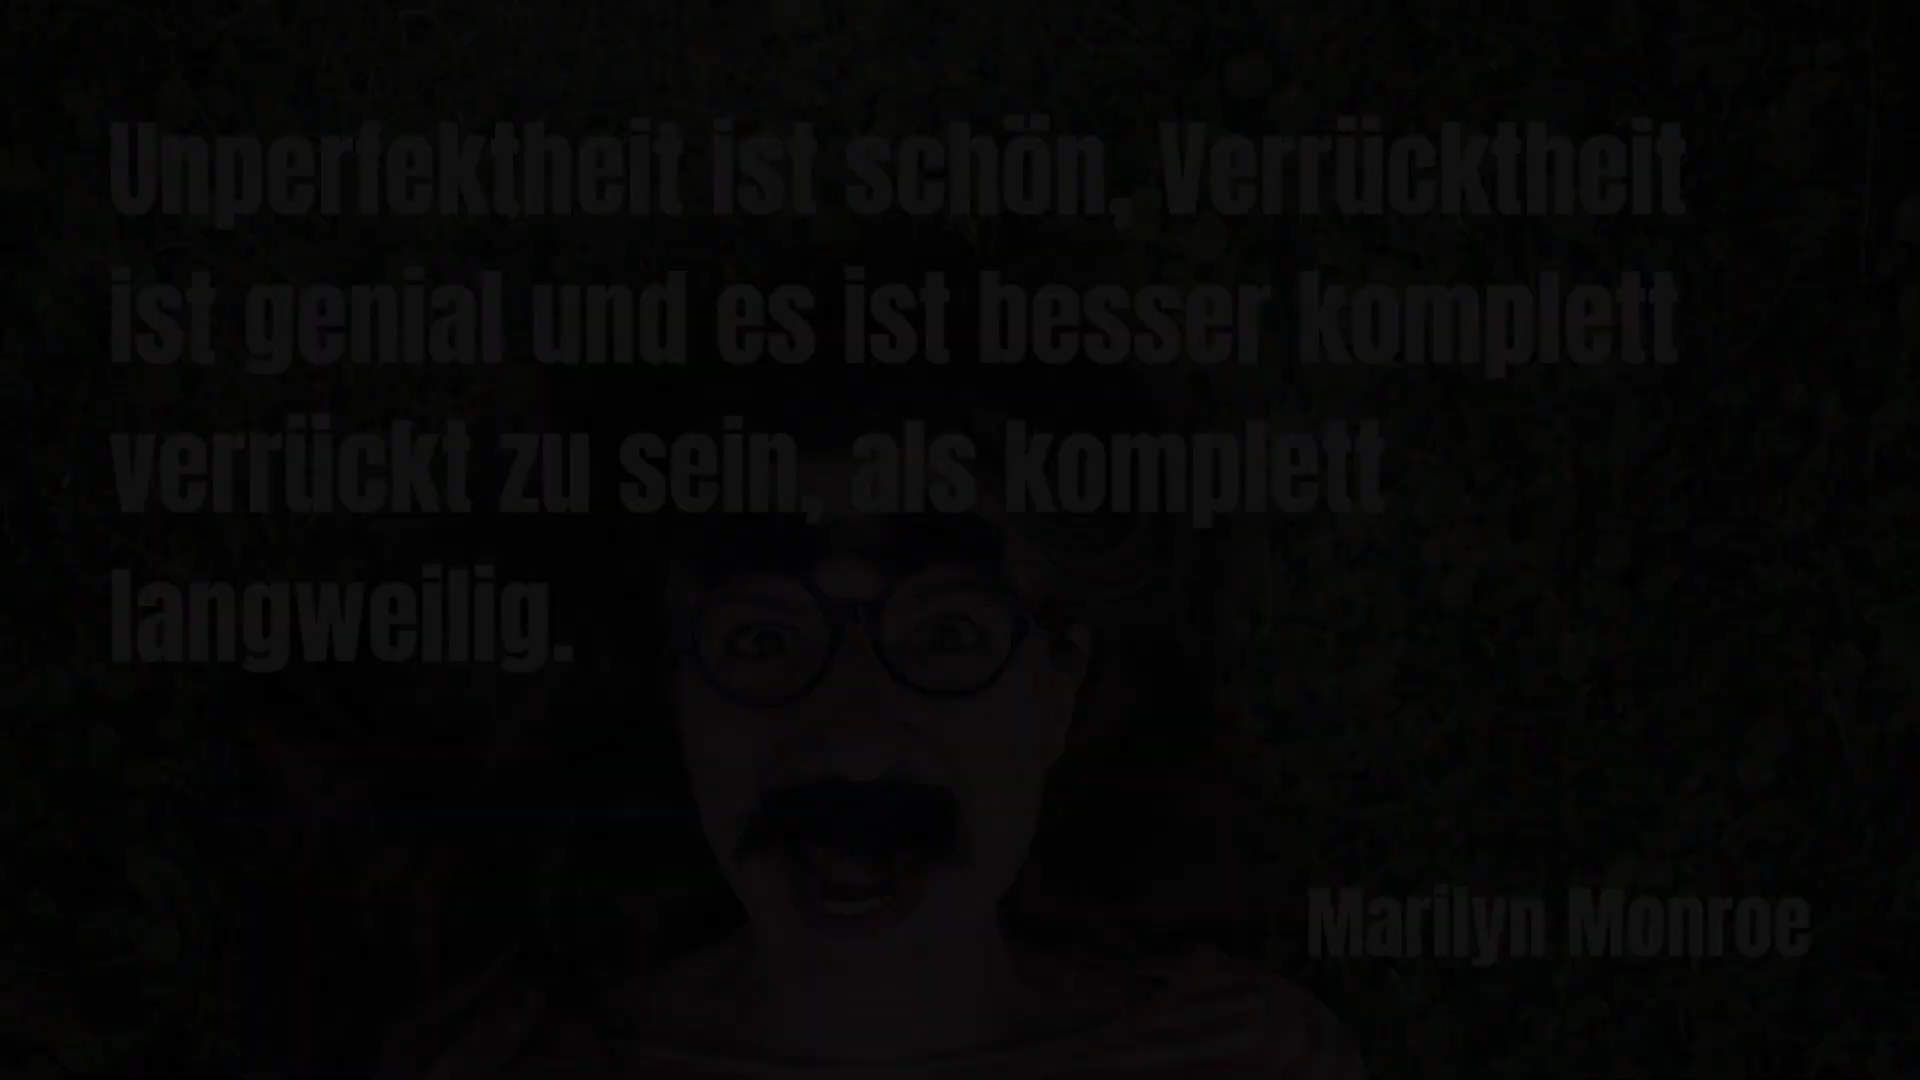 Unperfektheit ist schön, Verrücktheit
ist genial und es ist besser komplett
verrückt zu sein, als komplett
langweilig.
Marilyn Monroe